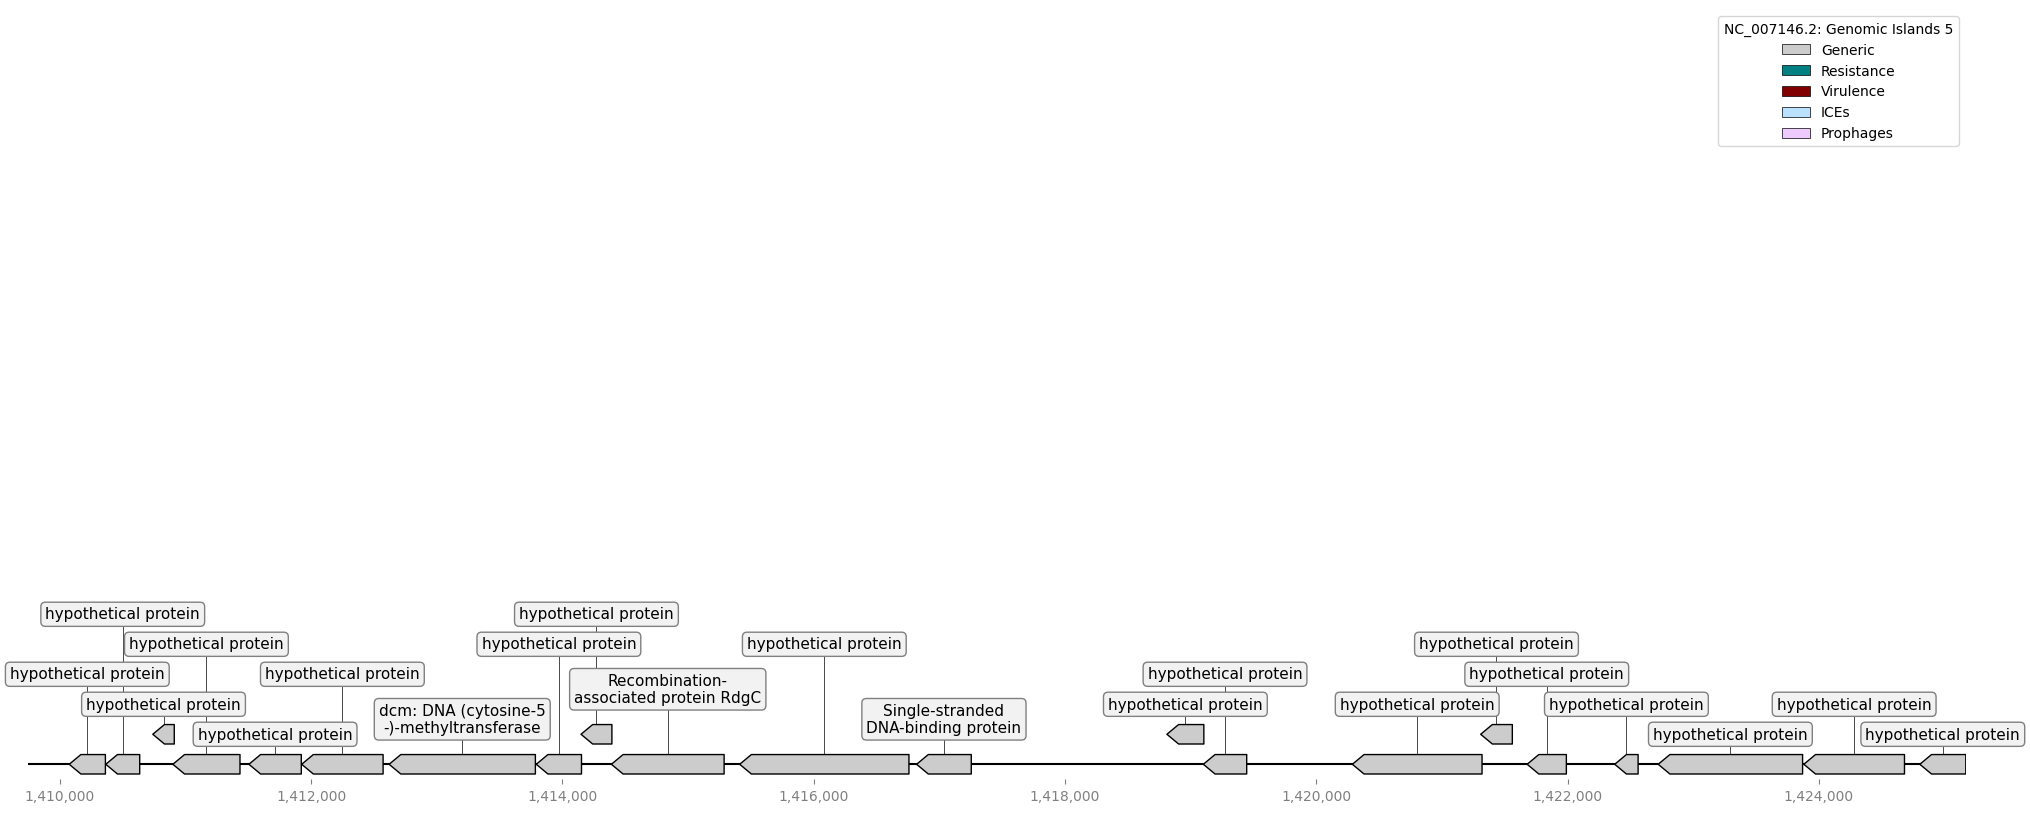 NC_007146.2: Genomic Islands 5
Generic
Resistance
Virulence
ICEs
Prophages
hypothetical protein
hypothetical protein
hypothetical protein
hypothetical protein
hypothetical protein
hypothetical protein
hypothetical protein
hypothetical protein
hypothetical protein
hypothetical protein
hypothetical protein
hypothetical protein
Recombination-
associated protein RdgC
hypothetical protein
hypothetical protein
hypothetical protein
hypothetical protein
hypothetical protein
dcm: DNA (cytosine-5
-)-methyltransferase
Single-stranded
DNA-binding protein
hypothetical protein
hypothetical protein
hypothetical protein
1,410,000
1,412,000
1,414,000
1,416,000
1,418,000
1,420,000
1,422,000
1,424,000